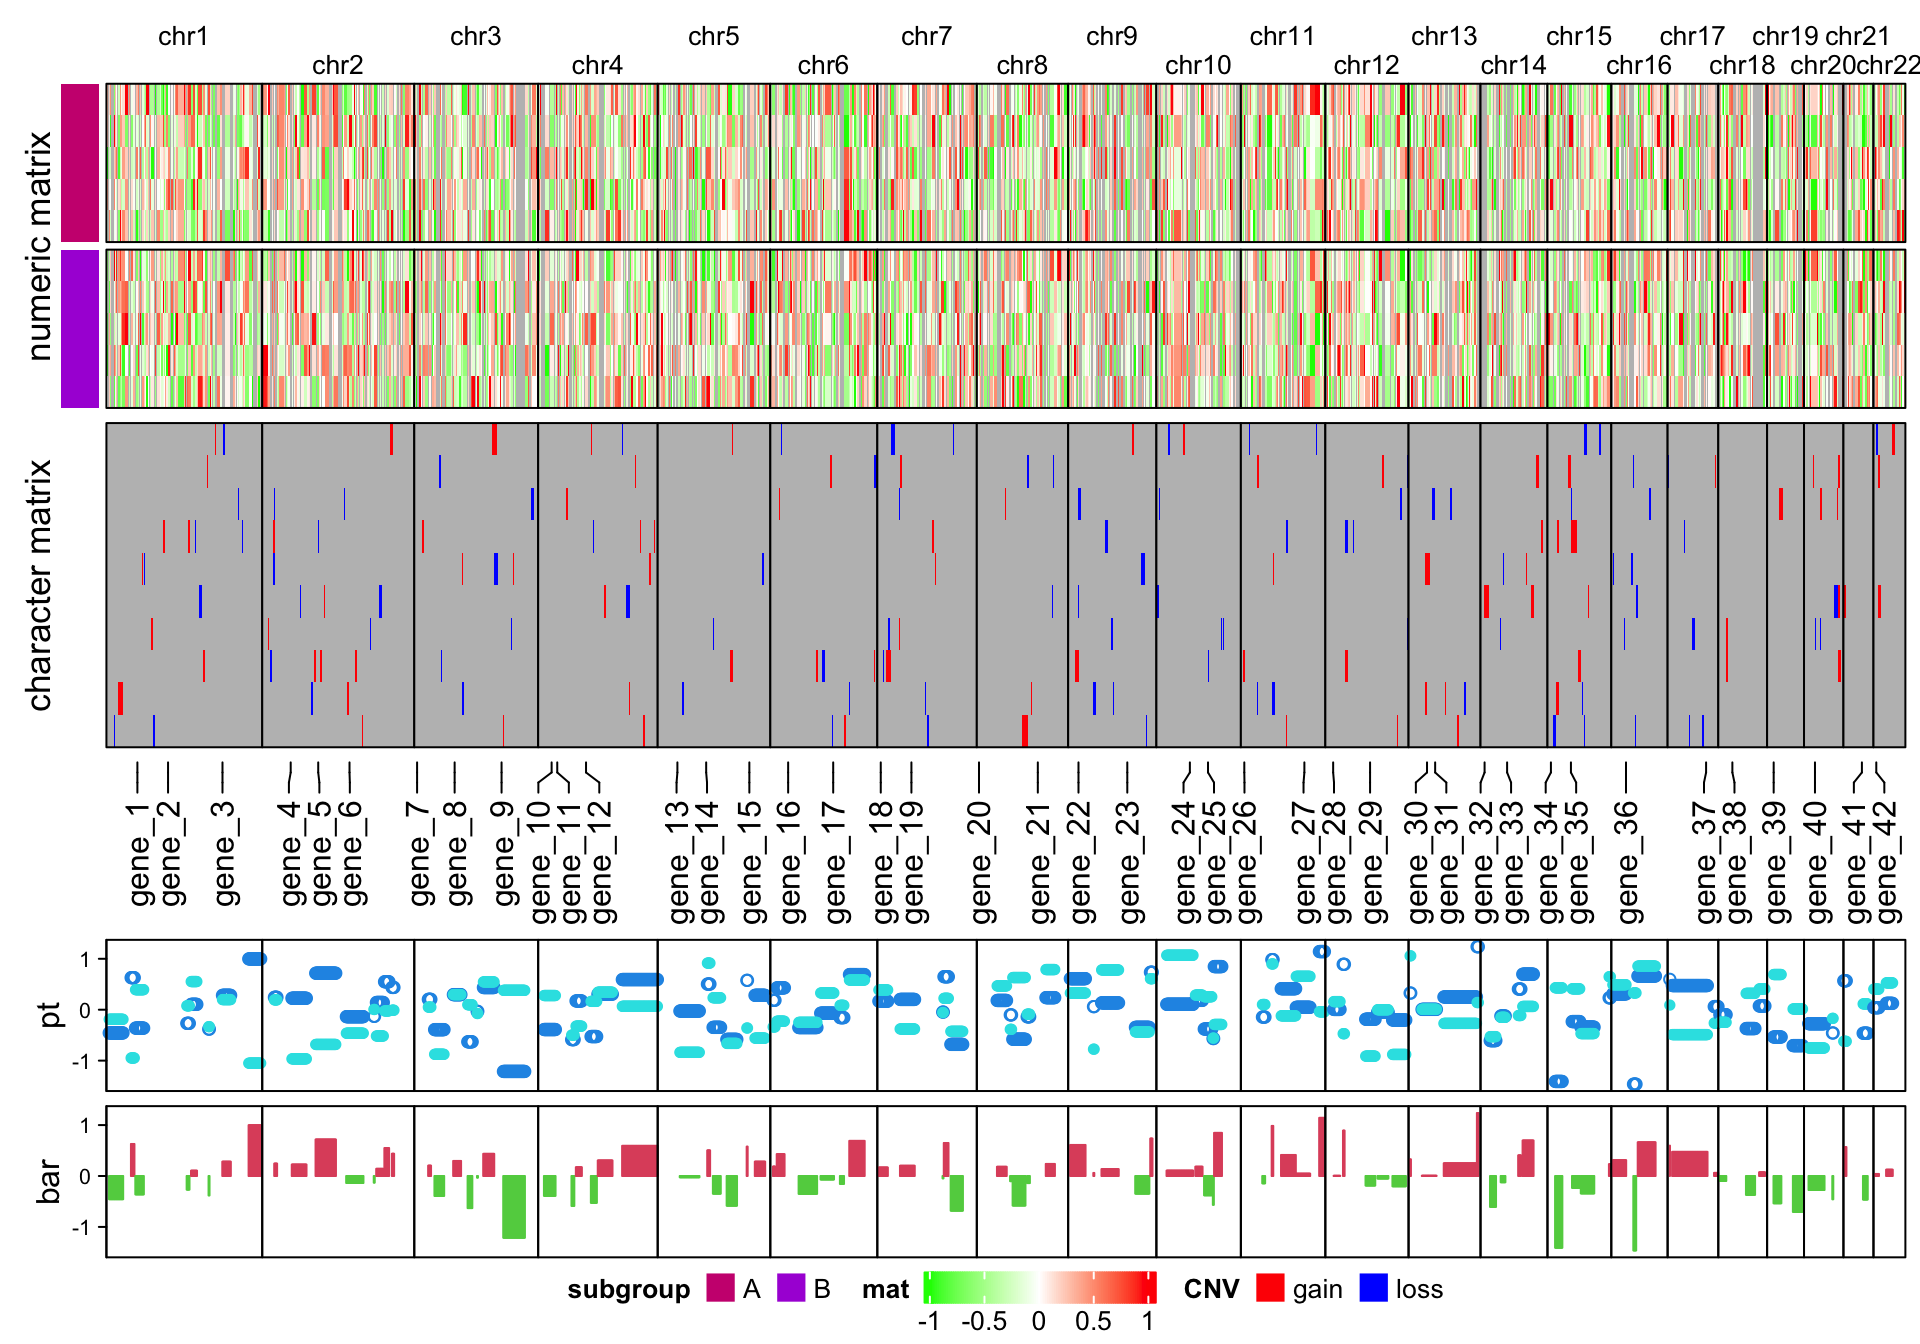 chr1 chr3 chr5 chr7 chr9 chr11 chr13 chr15 chr17 chr19 chr21
chr2 chr4 chr6 chr8 chr10 chr12 chr14 chr16 chr18 chr20 chr22
numeric matrix
character matrix
gene_1
gene_2
gene_3
gene_4
gene_5
gene_6
gene_7
gene_8
gene_9
gene_10
gene_11
gene_12
gene_13
gene_14
gene_15
gene_16
gene_17
gene_18
gene_19
gene_20
gene_21
gene_22
gene_23
gene_24
gene_25
gene_26
gene_27
gene_28
gene_29
gene_30
gene_31
gene_32
gene_33
gene_34
gene_35
gene_36
gene_37
gene_38
gene_39
gene_40
gene_41
gene_42
pt
1
0
-1
bar
1
0
-1
subgroup A B mat CNV gain loss
-1 -0.5 0 0.5 1